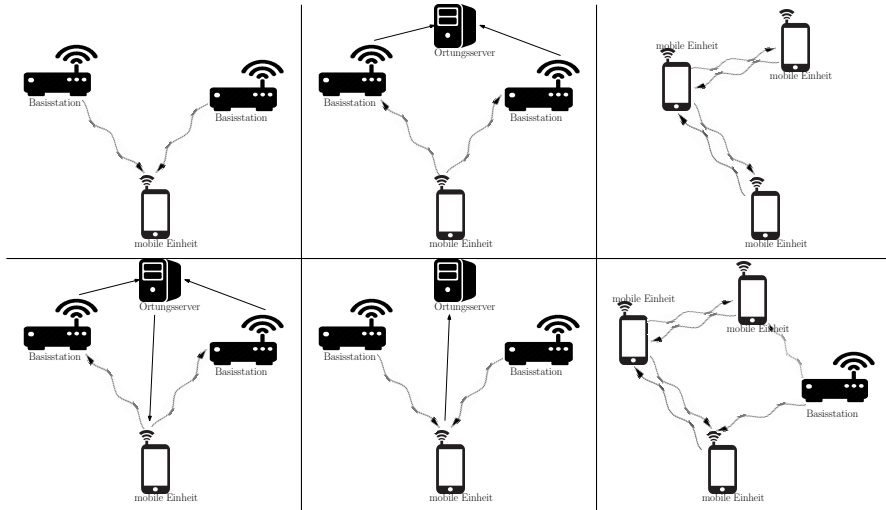 Basisstation
Basisstation
mobile Einheit
Ortungsserver
Basisstation
Basisstation
mobile Einheit
mobile Einheit
mobile Einheit
mobile Einheit
Ortungsserver
Basisstation
Basisstation
mobile Einheit
Ortungsserver
Basisstation
Basisstation
mobile Einheit
mobile Einheit
mobile Einheit
Basisstation
mobile Einheit